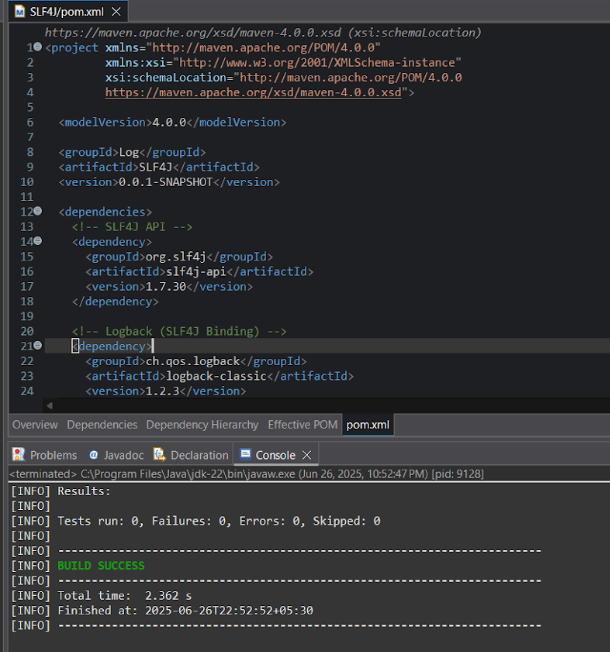 SLF4J/pom.xml
https://maven.apache.org/xsd/maven-4.0.0.xsd (xsi:schemaLocation)
1 <project xmlns="http://maven.apache.org/POM/4.0.0"
2 xmlns:xsi="http://www.w3.org/2001/XMLSchema-instance"
3 xsi:schemaLocation="http://maven.apache.org/POM/4.0.0
4 https://maven.apache.org/xsd/maven-4.0.0.xsd">
5
6 <modelVersion>4.0.0</modelVersion>
7
8 <groupId>Log</groupId>
9 <artifactId>SLF4J</artifactId>
10 <version>0.0.1-SNAPSHOT</version>
11
12 <dependencies>
13 <!-- SLF4J API -->
14 <dependency>
15 <groupId>org.slf4j</groupId>
16 <artifactId>slf4j-api</artifactId>
17 <version>1.7.30</version>
18 </dependency>
19
20 <!-- Logback (SLF4J Binding) -->
21 <dependency>
22 <groupId>ch.qos.logback</groupId>
23 <artifactId>logback-classic</artifactId>
24 <version>1.2.3</version>
Overview Dependencies Dependency Hierarchy Effective POM pom.xml
Problems Javadoc Declaration Console
<terminated> C:\Program Files\Java\jdk-22\bin\javaw.exe (Jun 26, 2025, 10:52:47 PM) [pid: 9128]
[INFO] Results:
[INFO]
[INFO] Tests run: 0, Failures: 0, Errors: 0, Skipped: 0
[INFO]
[INFO] ------------------------------------------------------------------------
[INFO] BUILD SUCCESS
[INFO] ------------------------------------------------------------------------
[INFO] Total time:  2.362 s
[INFO] Finished at: 2025-06-26T22:52:52+05:30
[INFO] ------------------------------------------------------------------------